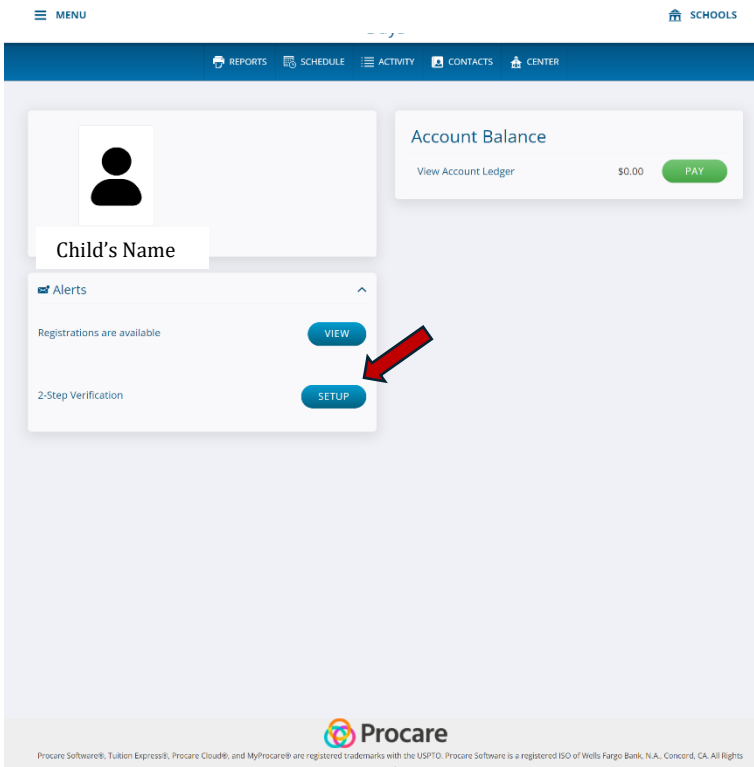 MENU
SCHOOLS
REPORTS SCHEDULE ACTIVITY CONTACTS CENTER
Child's Name
Account Balance
View Account Ledger $0.00 PAY
Alerts
Registrations are available VIEW
2-Step Verification SETUP
Procare
Procare Software®, Tuition Express®, Procare Cloud®, and MyProcare® are registered trademarks with the USPTO. Procare Software is a registered ISO of Wells Fargo Bank, N.A., Concord, CA. All Rights